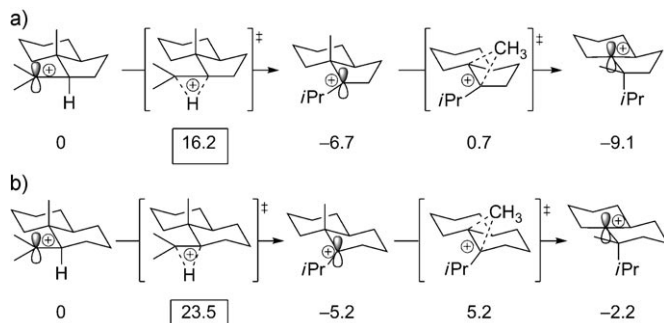 a)
‡
‡
CH₃
⊕
⊕
⊕
⊕
⊕
H
H
iPr
iPr
iPr
0
16.2
−6.7
0.7
−9.1
b)
‡
‡
CH₃
⊕
⊕
⊕
⊕
⊕
H
H
iPr
iPr
iPr
0
23.5
−5.2
5.2
−2.2